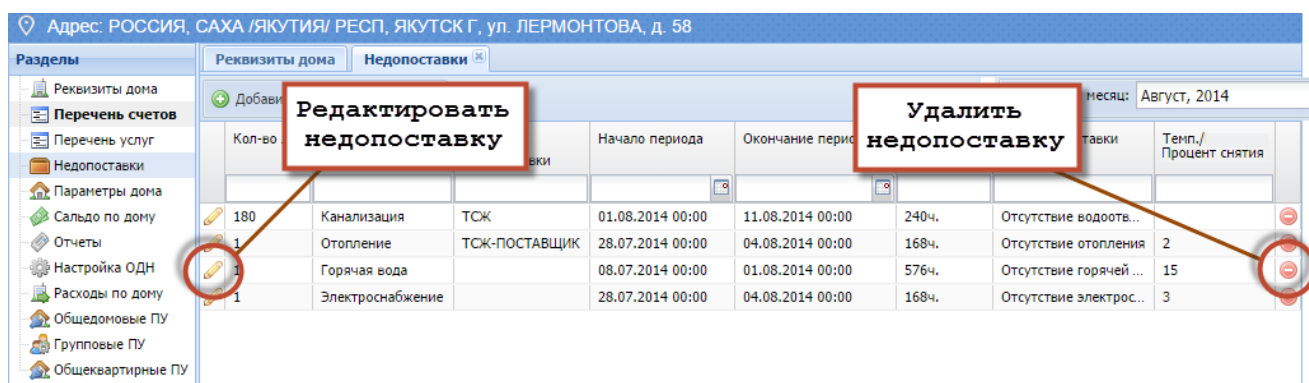 Адрес: РОССИЯ, САХА /ЯКУТИЯ/ РЕСП, ЯКУТСК Г, ул. ЛЕРМОНТОВА, д. 58
Разделы
Реквизиты дома
Перечень счетов
Перечень услуг
Недопоставки
Параметры дома
Сальдо по дому
Отчеты
Настройка ОДН
Расходы по дому
Общедомовые ПУ
Групповые ПУ
Общеквартирные ПУ
Реквизиты дома Недопоставки
месяц: Август, 2014
Редактировать
недопоставку
Удалить
недопоставку
Кол-во Начало периода Окончание Темп./
Процент снятия
180 Канализация ТСЖ 01.08.2014 00:00 11.08.2014 00:00 240ч. Отсутствие водоотв...
1 Отопление ТСЖ-ПОСТАВЩИК 28.07.2014 00:00 04.08.2014 00:00 168ч. Отсутствие отопления 2
1 Горячая вода 08.07.2014 00:00 01.08.2014 00:00 576ч. Отсутствие горячей ... 15
1 Электроснабжение 28.07.2014 00:00 04.08.2014 00:00 168ч. Отсутствие электрос... 3